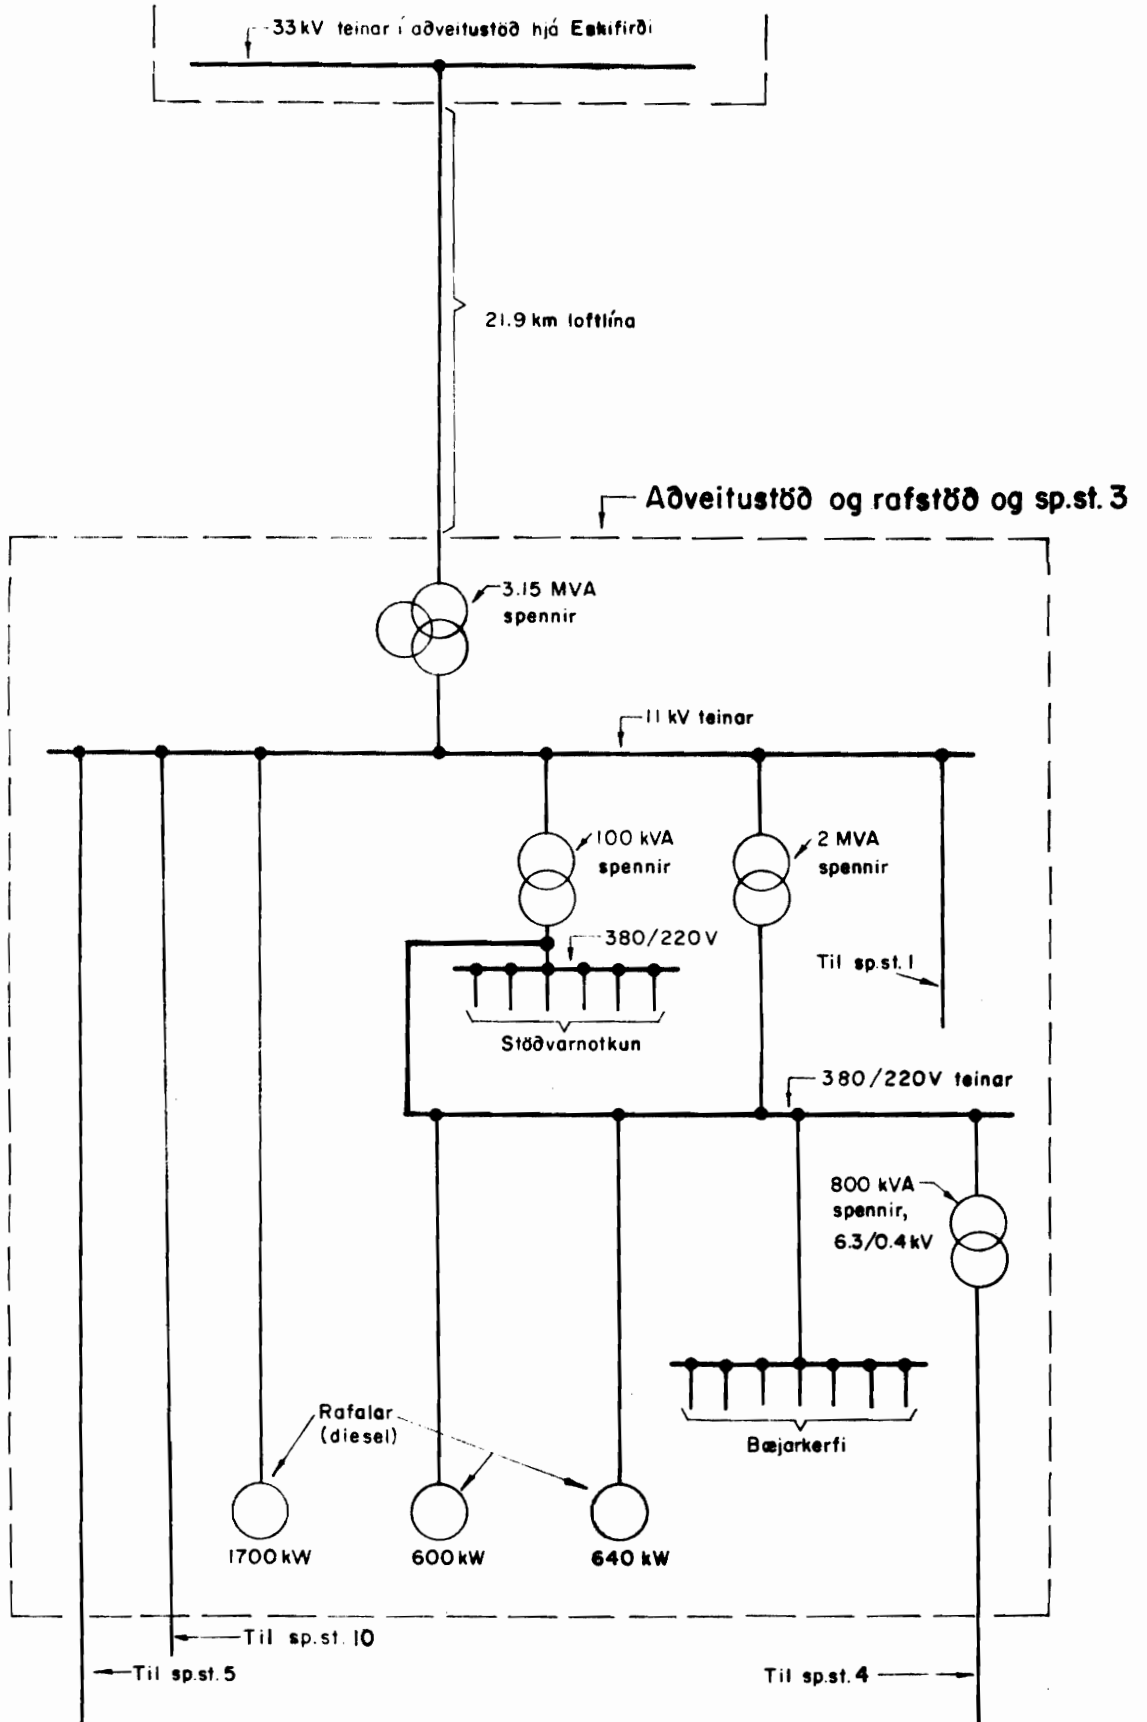 33 kV teinar í aðveitustöð hjá Eskifirði
21.9 km loftlína
Aðveitustöð og rafstöð og sp.st. 3
3.15 MVA
spennir
11 kV teinar
100 kVA
spennir
2 MVA
spennir
380/220 V
Til sp.st. 1
Stöðvarnotkun
380/220V teinar
800 kVA
spennir,
6.3/0.4 kV
Rafalar
(diesel)
Bæjarkerfi
1700 kW
600 kW
640 kW
Til sp.st. 10
Til sp.st. 5
Til sp.st. 4